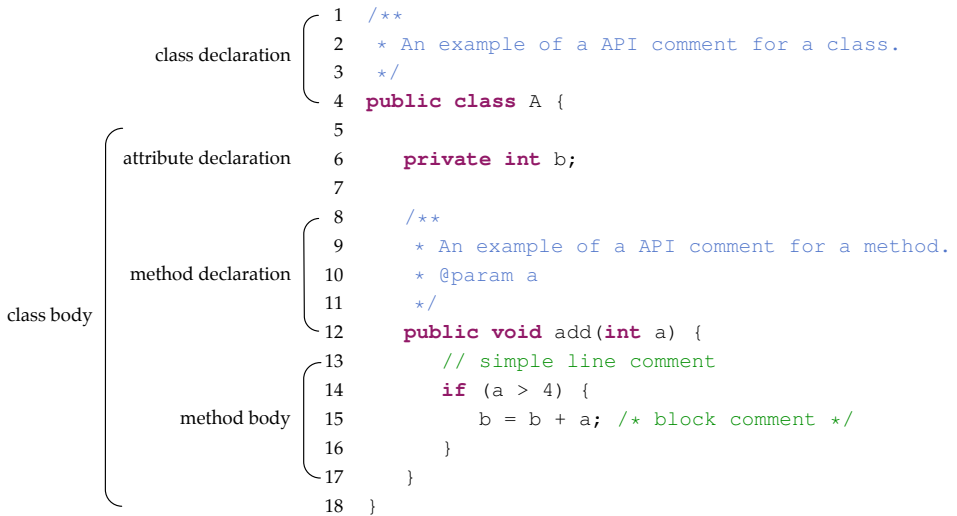 class declaration
attribute declaration
method declaration
class body
method body
1 /**
2 * An example of a API comment for a class.
3 */
4 public class A {
5
6 private int b;
7
8 /**
9 * An example of a API comment for a method.
10 * @param a
11 */
12 public void add(int a) {
13 // simple line comment
14 if (a > 4) {
15 b = b + a; /* block comment */
16 }
17 }
18 }